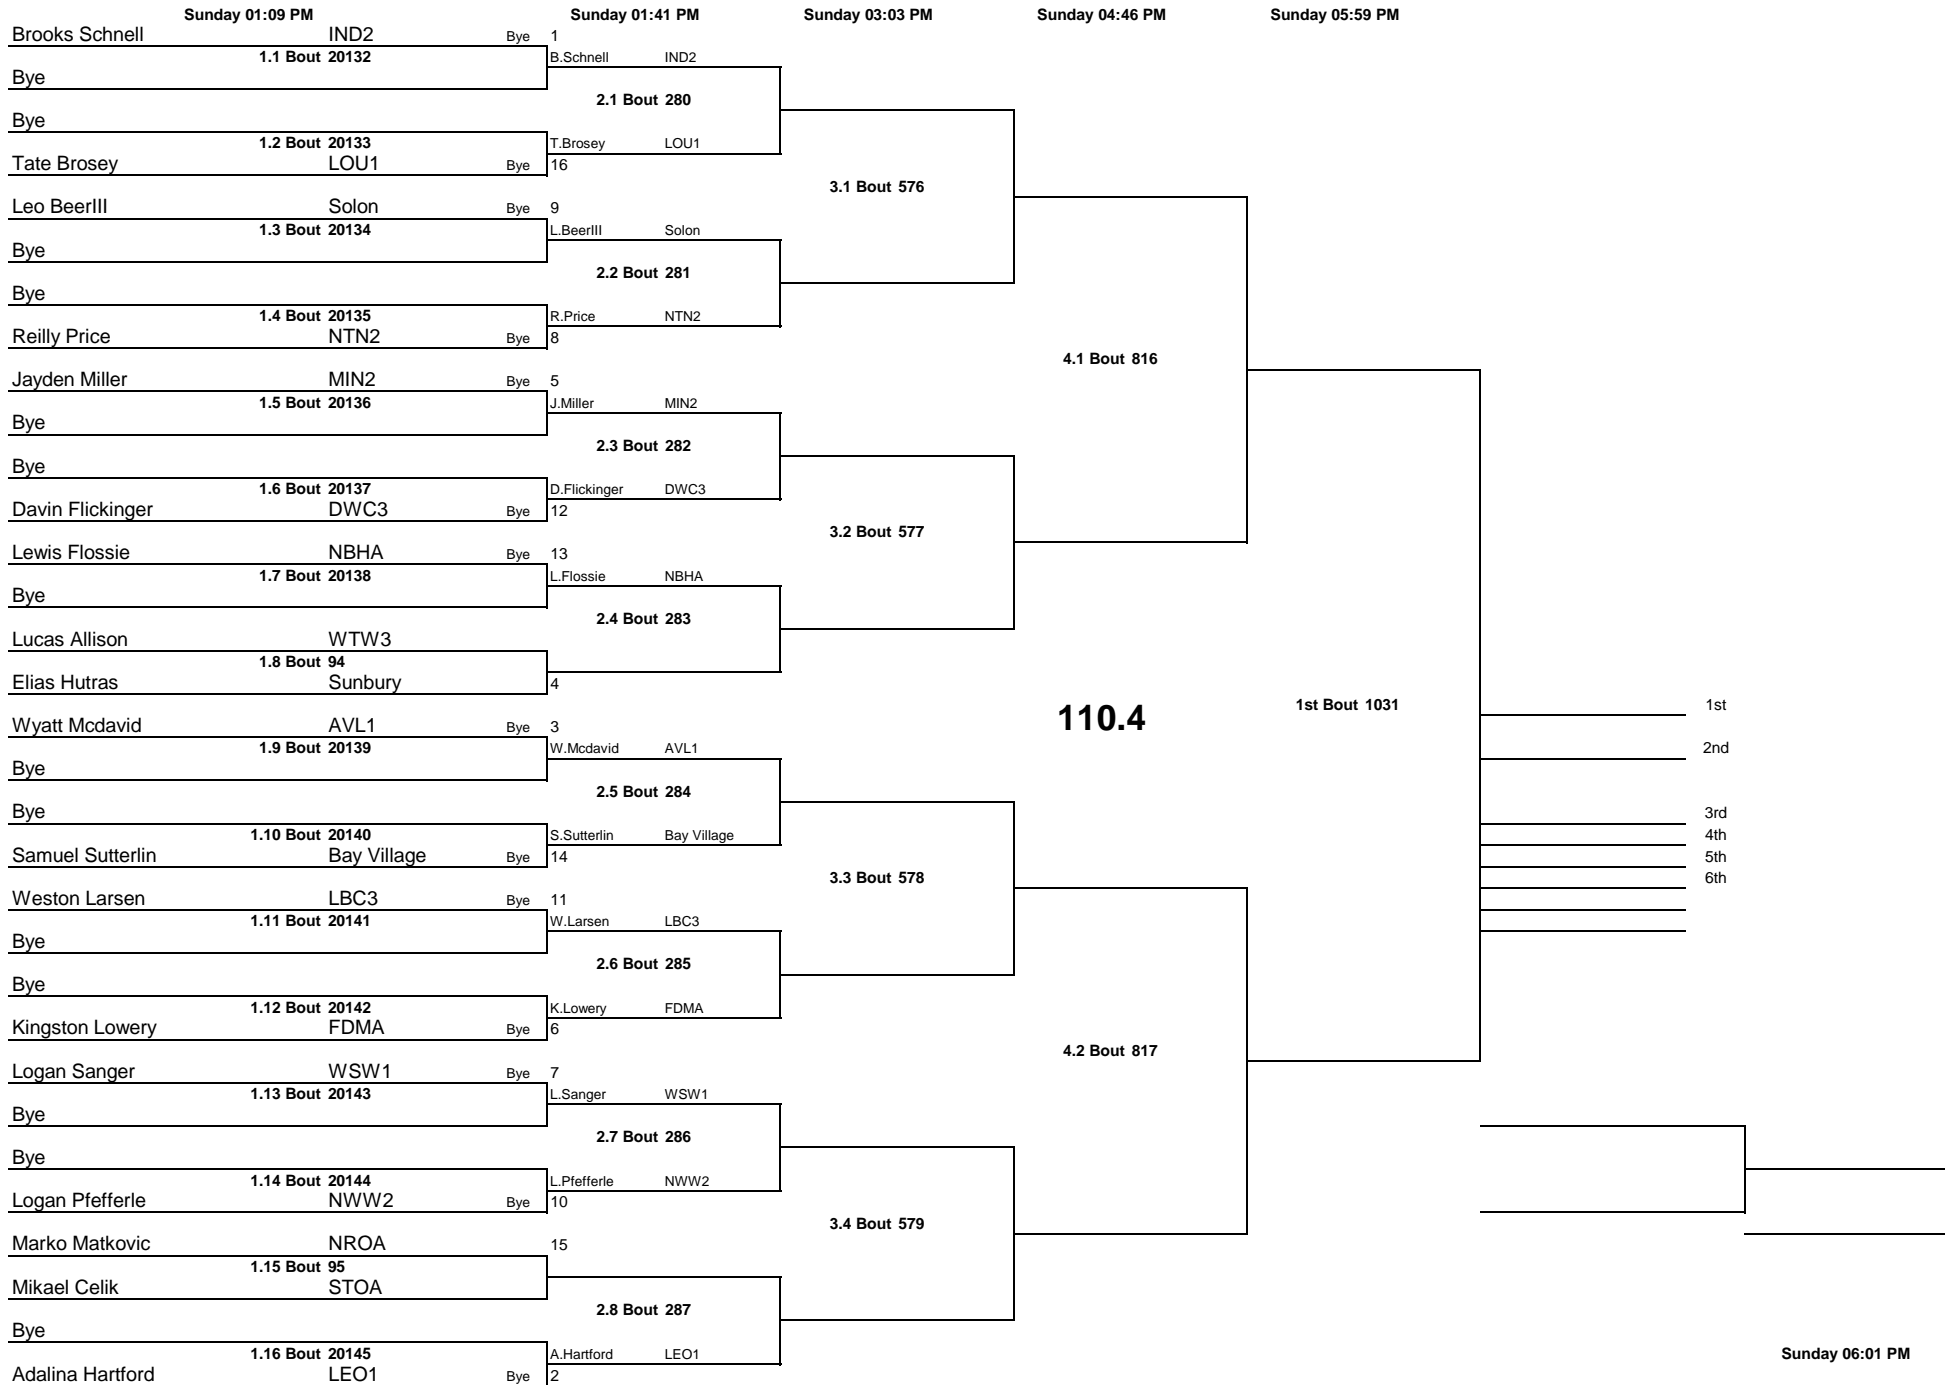 Sunday 01:09 PM Sunday 01:41 PM Sunday 03:03 PM Sunday 04:46 PM Sunday 05:59 PM
Brooks Schnell IND2 Bye 1
1.1 Bout 20132 B.Schnell IND2
Bye
2.1 Bout 280
Bye
1.2 Bout 20133 T.Brosey LOU1
Tate Brosey LOU1 Bye 16
3.1 Bout 576
Leo BeerIII Solon Bye 9
1.3 Bout 20134 L.BeerIII Solon
Bye
2.2 Bout 281
Bye
1.4 Bout 20135 R.Price NTN2
Reilly Price NTN2 Bye 8
4.1 Bout 816
Jayden Miller MIN2 Bye 5
1.5 Bout 20136 J.Miller MIN2
Bye
2.3 Bout 282
Bye
1.6 Bout 20137 D.Flickinger DWC3
Davin Flickinger DWC3 Bye 12
3.2 Bout 577
Lewis Flossie NBHA Bye 13
1.7 Bout 20138 L.Flossie NBHA
Bye
2.4 Bout 283
Lucas Allison WTW3
1.8 Bout 94
Elias Hutras Sunbury 4
110.4 1st Bout 1031 1st
Wyatt Mcdavid AVL1 Bye 3
1.9 Bout 20139 W.Mcdavid AVL1 2nd
Bye
2.5 Bout 284
Bye 3rd
1.10 Bout 20140 S.Sutterlin Bay Village 4th
Samuel Sutterlin Bay Village Bye 14 5th
3.3 Bout 578 6th
Weston Larsen LBC3 Bye 11
1.11 Bout 20141 W.Larsen LBC3
Bye
2.6 Bout 285
Bye
1.12 Bout 20142 K.Lowery FDMA
Kingston Lowery FDMA Bye 6
4.2 Bout 817
Logan Sanger WSW1 Bye 7
1.13 Bout 20143 L.Sanger WSW1
Bye
2.7 Bout 286
Bye
1.14 Bout 20144 L.Pfefferle NWW2
Logan Pfefferle NWW2 Bye 10
3.4 Bout 579
Marko Matkovic NROA 15
1.15 Bout 95
Mikael Celik STOA
2.8 Bout 287
Bye
1.16 Bout 20145 A.Hartford LEO1 Sunday 06:01 PM
Adalina Hartford LEO1 Bye 2